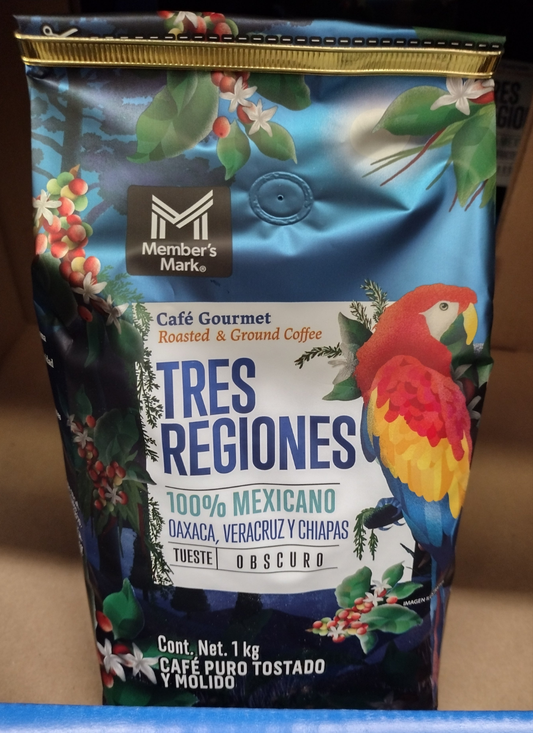 Member's
Mark®
Café Gourmet
Roasted & Ground Coffee
TRES
REGIONES
100% MEXICANO
OAXACA, VERACRUZ Y CHIAPAS
TUESTE OBSCURO
IMAGEN
Cont. Net. 1 kg
CAFÉ PURO TOSTADO
Y MOLIDO